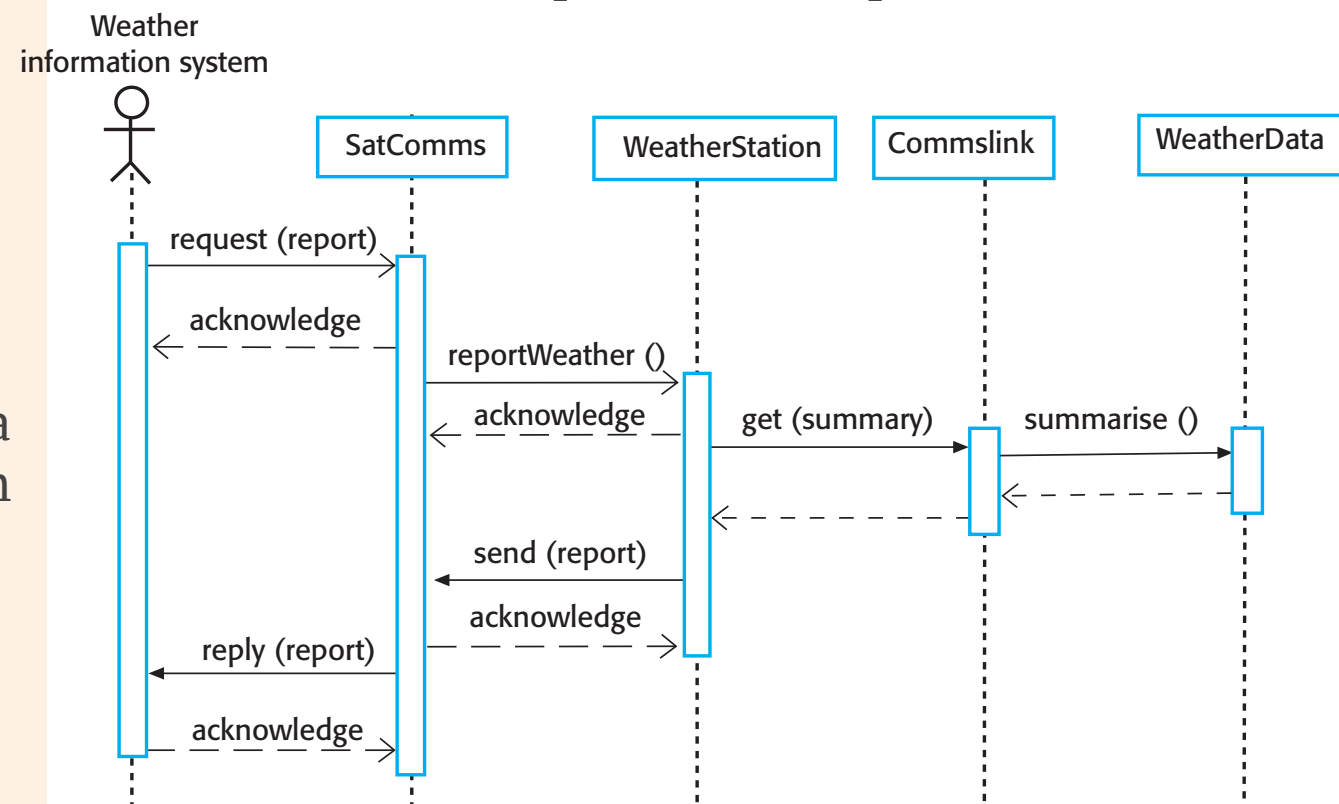 Weather
information system
SatComms
WeatherStation
Commslink
WeatherData
request (report)
acknowledge
reportWeather ()
acknowledge
get (summary)
summarise ()
a
n
send (report)
acknowledge
reply (report)
acknowledge